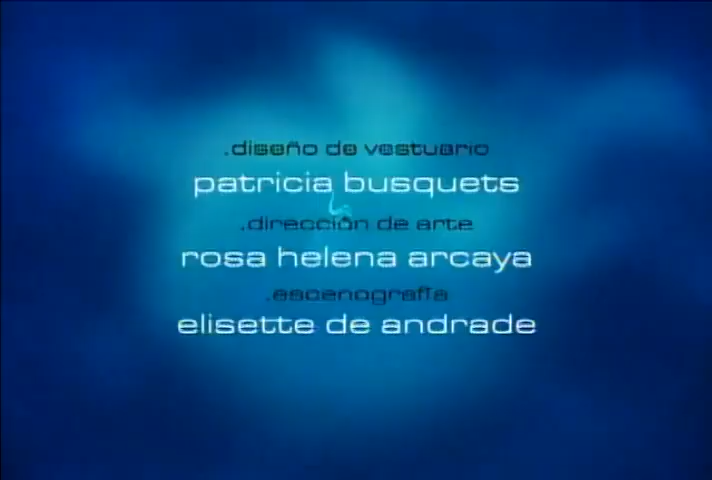 .diseño de vestuario
patricia busquets
.dirección de arte
rosa helena arcaya
.escenografía
elisette de andrade